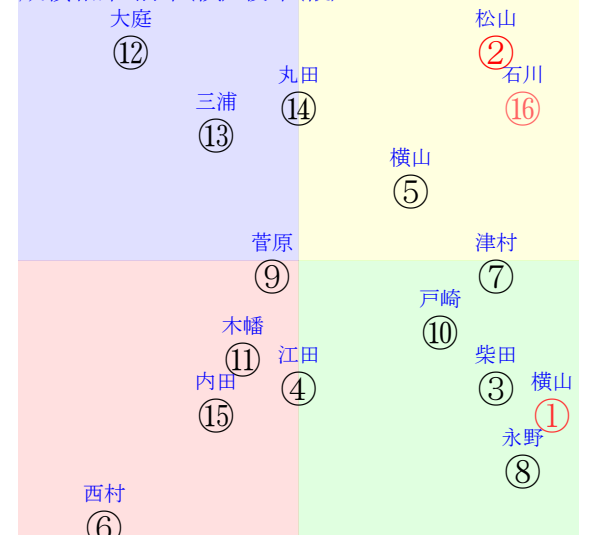 大庭
⑫
松山
②
丸田
⑭
石川
⑯
三浦
⑬
横山
⑤
菅原
⑨
津村
⑦
戸崎
⑩
木幡
⑪
江田
④
柴田
③
内田
⑮
横山
①
永野
⑧
西村
⑥